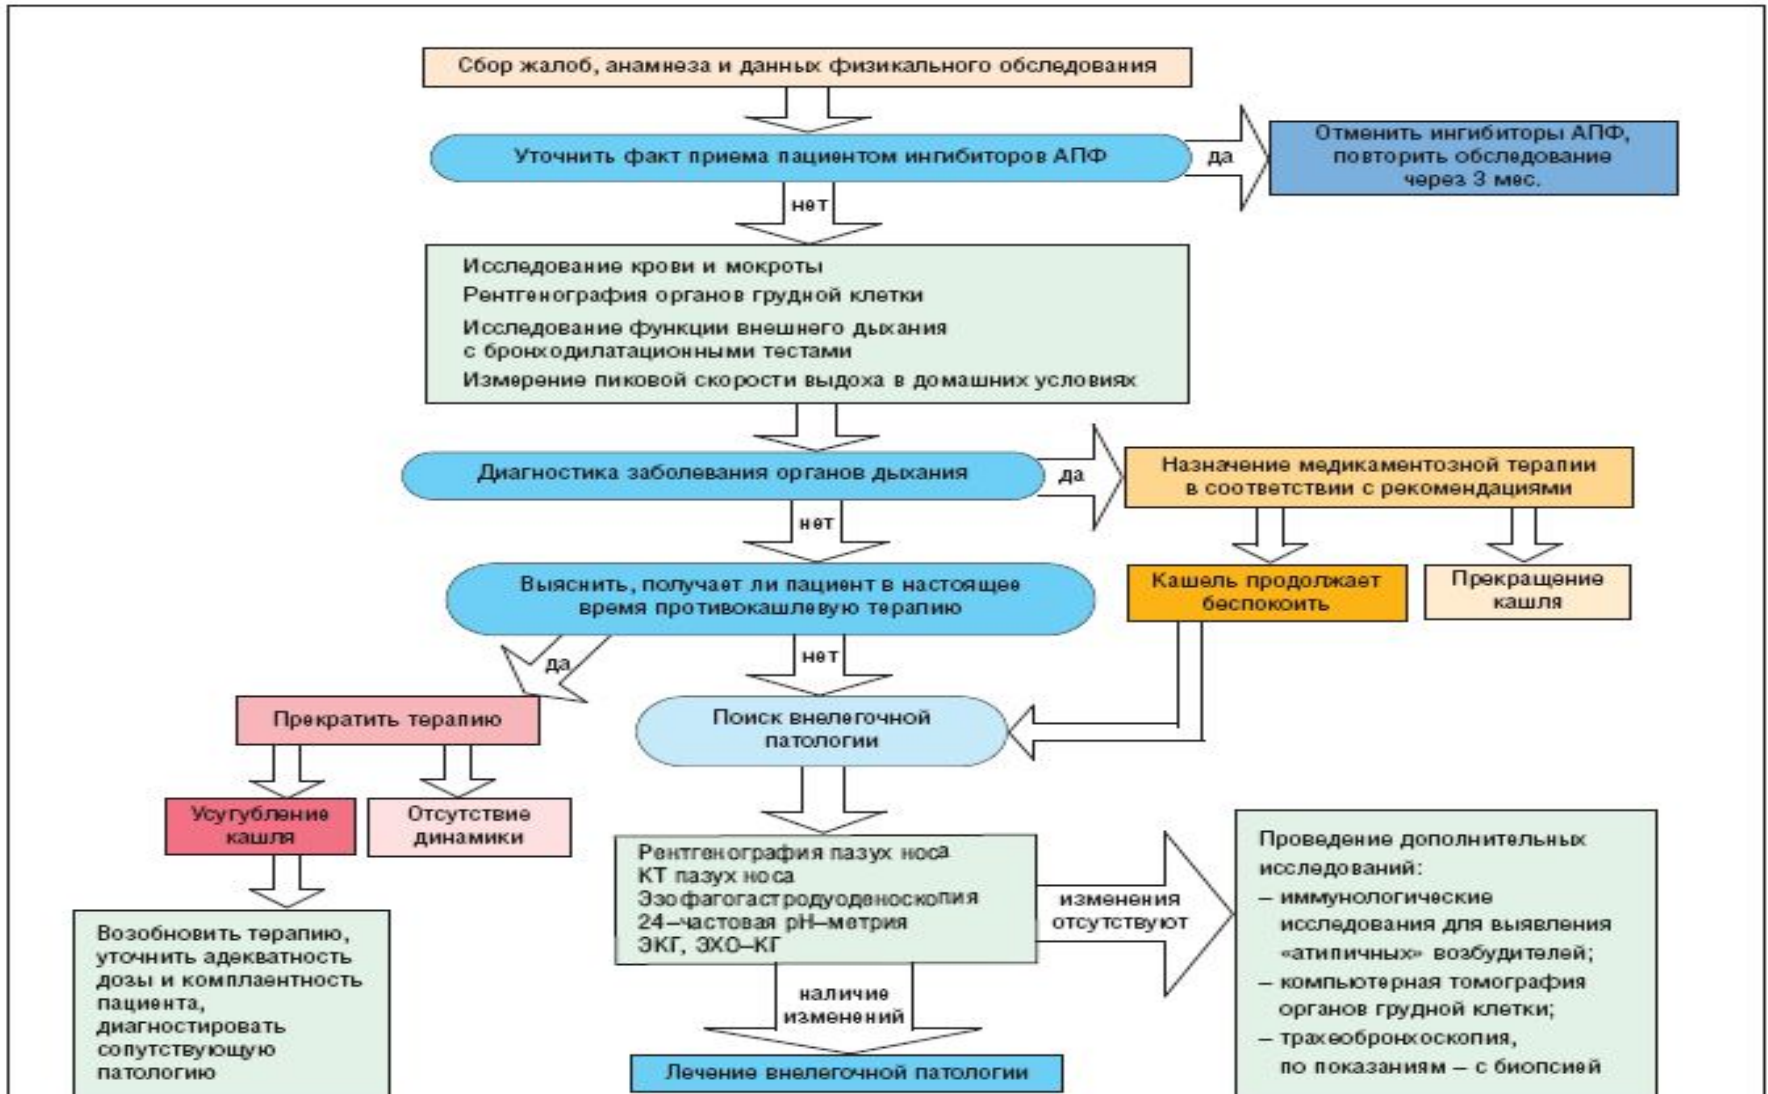 Сбор жалоб, анамнеза и данных физикального обследования
Уточнить факт приема пациентом ингибиторов АПФ
да
Отменить ингибиторы АПФ,
повторить обследование
через 3 мес.
нет
Исследование крови и мокроты
Рентгенография органов грудной клетки
Исследование функции внешнего дыхания
с бронходилатационными тестами
Измерение пиковой скорости выдоха в домашних условиях
Диагностика заболевания органов дыхания
да
Назначение медикаментозной терапии
в соответствии с рекомендациями
нет
Выяснить, получает ли пациент в настоящее
время противокашлевую терапию
Кашель продолжает
беспокоить
Прекращение
кашля
да
нет
Прекратить терапию
Поиск внелегочной
патологии
Усугубление
кашля
Отсутствие
динамики
Рентгенография пазух носа
КТ пазух носа
Эзофагогастродуоденоскопия
24–частовая pH–метрия
ЭКГ, ЭХО–КГ
изменения
отсутствуют
Проведение дополнительных
исследований:
– иммунологические
исследования для выявления
«атипичных» возбудителей;
– компьютерная томография
органов грудной клетки;
– трахеобронхоскопия,
по показаниям – с биопсией
Возобновить терапию,
уточнить адекватность
дозы и комплаентность
пациента,
диагностировать
сопутствующую
патологию
наличие
изменений
Лечение внелегочной патологии